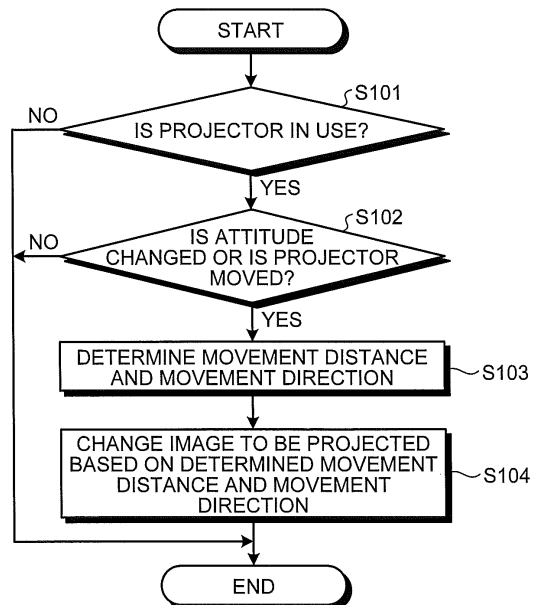 START
S101
NO
IS PROJECTOR IN USE?
YES
S102
NO
IS ATTITUDE
CHANGED OR IS PROJECTOR
MOVED?
YES
DETERMINE MOVEMENT DISTANCE
AND MOVEMENT DIRECTION
S103
CHANGE IMAGE TO BE PROJECTED
BASED ON DETERMINED MOVEMENT
DISTANCE AND MOVEMENT
DIRECTION
S104
END